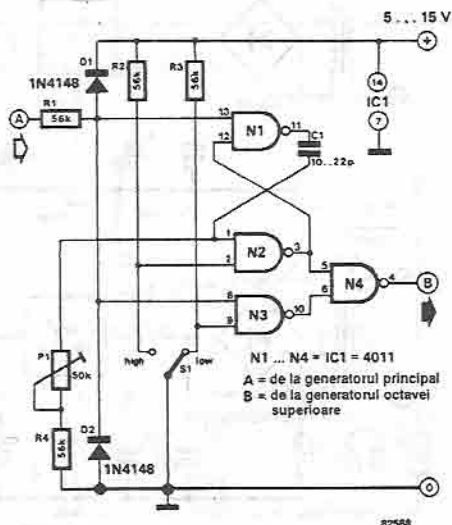 5 ... 15 V
+
D1
1N4148
R2
56k
R3
56k
14
IC1
7
A
R1
56k
13
12
N1
11
C1
10...22p
1
2
N2
3
8
9
N3
10
5
6
N4
4
B
high
low
S1
P1
50k
R4
56k
D2
1N4148
N1 ... N4 = IC1 = 4011
A = de la generatorul principal
B = de la generatorul octavei
superioare
0
82588